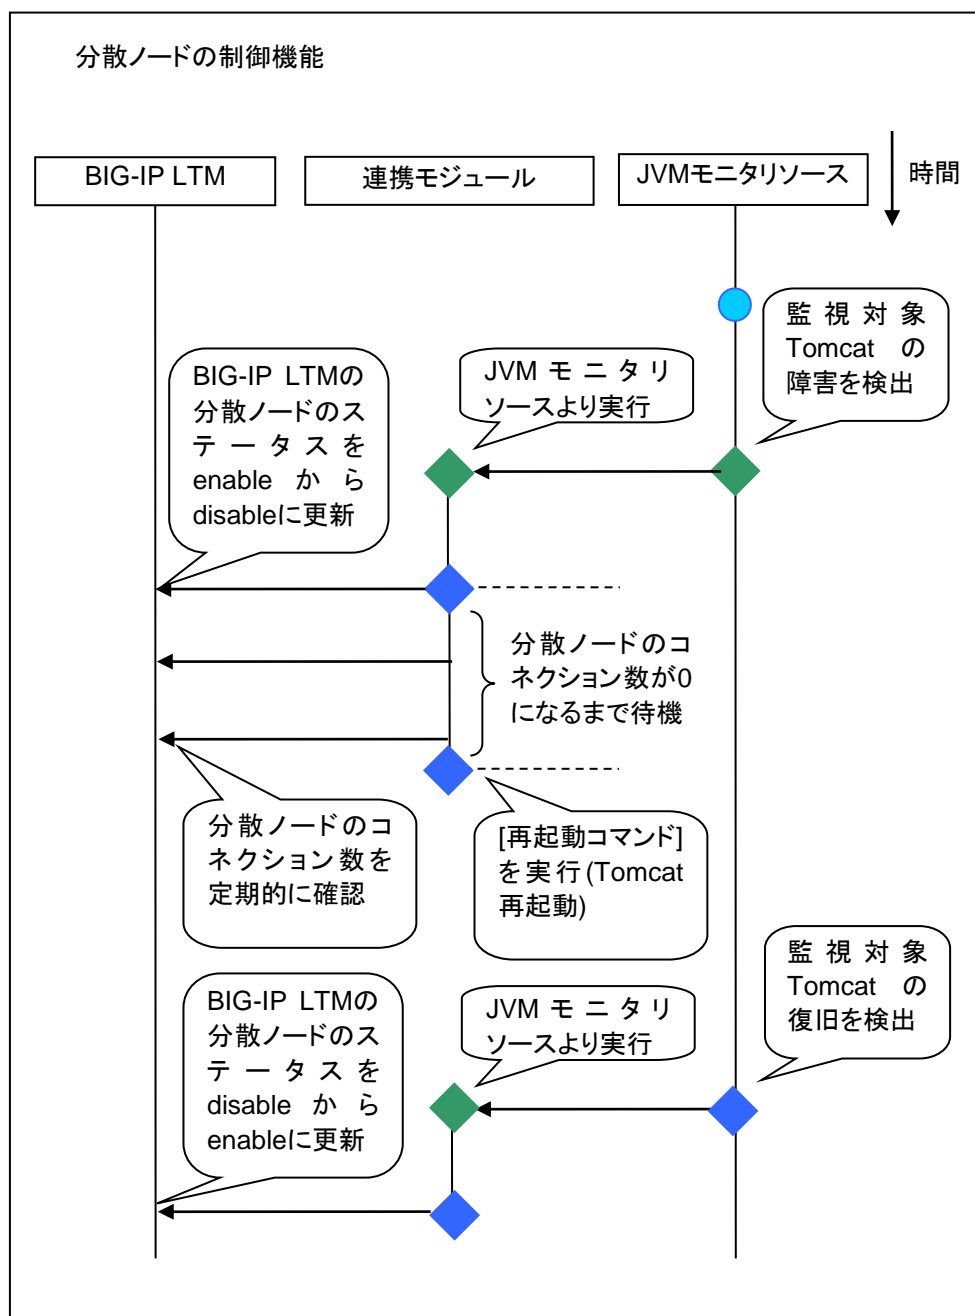 分散ノードの制御機能
BIG-IP LTM
連携モジュール
JVMモニタリソース
時間
監視対象
Tomcat の
障害を検出
JVM モニタリ
ソースより実行
BIG-IP LTMの
分散ノードのス
テータスを
enable から
disableに更新
分散ノードのコ
ネクション数が0
になるまで待機
分散ノードのコ
ネクション数を
定期的に確認
[再起動コマンド]
を実行(Tomcat
再起動)
監視対象
Tomcat の
復旧を検出
JVM モニタリ
ソースより実行
BIG-IP LTMの
分散ノードのス
テータスを
disable から
enableに更新